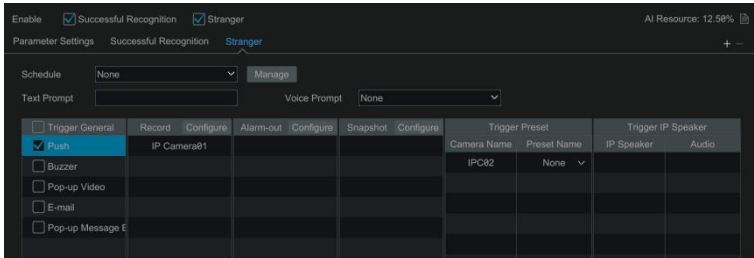 Enable Successful Recognition Stranger AI Resource: 12.50%
Parameter Settings Successful Recognition Stranger + −
Schedule None Manage
Text Prompt Voice Prompt None
Trigger General Record Configure Alarm-out Configure Snapshot Configure Trigger Preset Trigger IP Speaker
Push IP Camera01 Camera Name Preset Name IP Speaker Audio
Buzzer IPC02 None
Pop-up Video
E-mail
Pop-up Message E